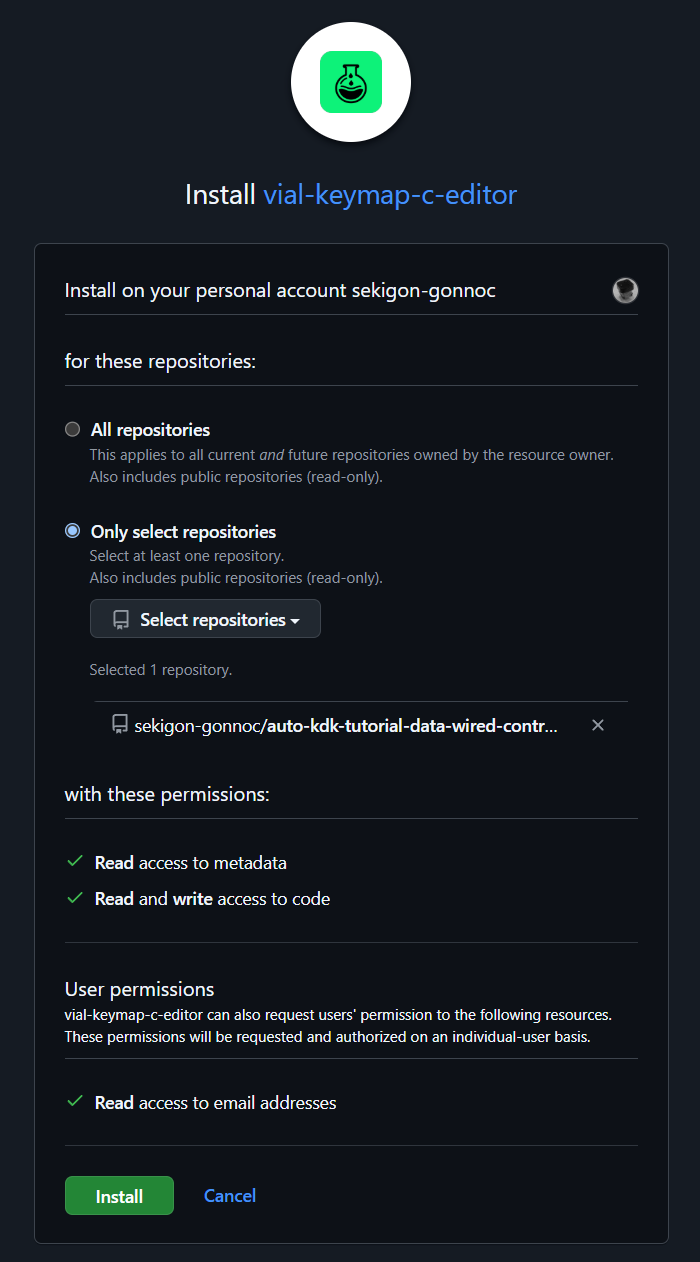 Install vial-keymap-c-editor
Install on your personal account sekigon-gonnoc
for these repositories:
All repositories
This applies to all current and future repositories owned by the resource owner.
Also includes public repositories (read-only).
Only select repositories
Select at least one repository.
Also includes public repositories (read-only).
Select repositories
Selected 1 repository.
sekigon-gonnoc/auto-kdk-tutorial-data-wired-contr...
with these permissions:
Read access to metadata
Read and write access to code
User permissions
vial-keymap-c-editor can also request users' permission to the following resources.
These permissions will be requested and authorized on an individual-user basis.
Read access to email addresses
Install Cancel